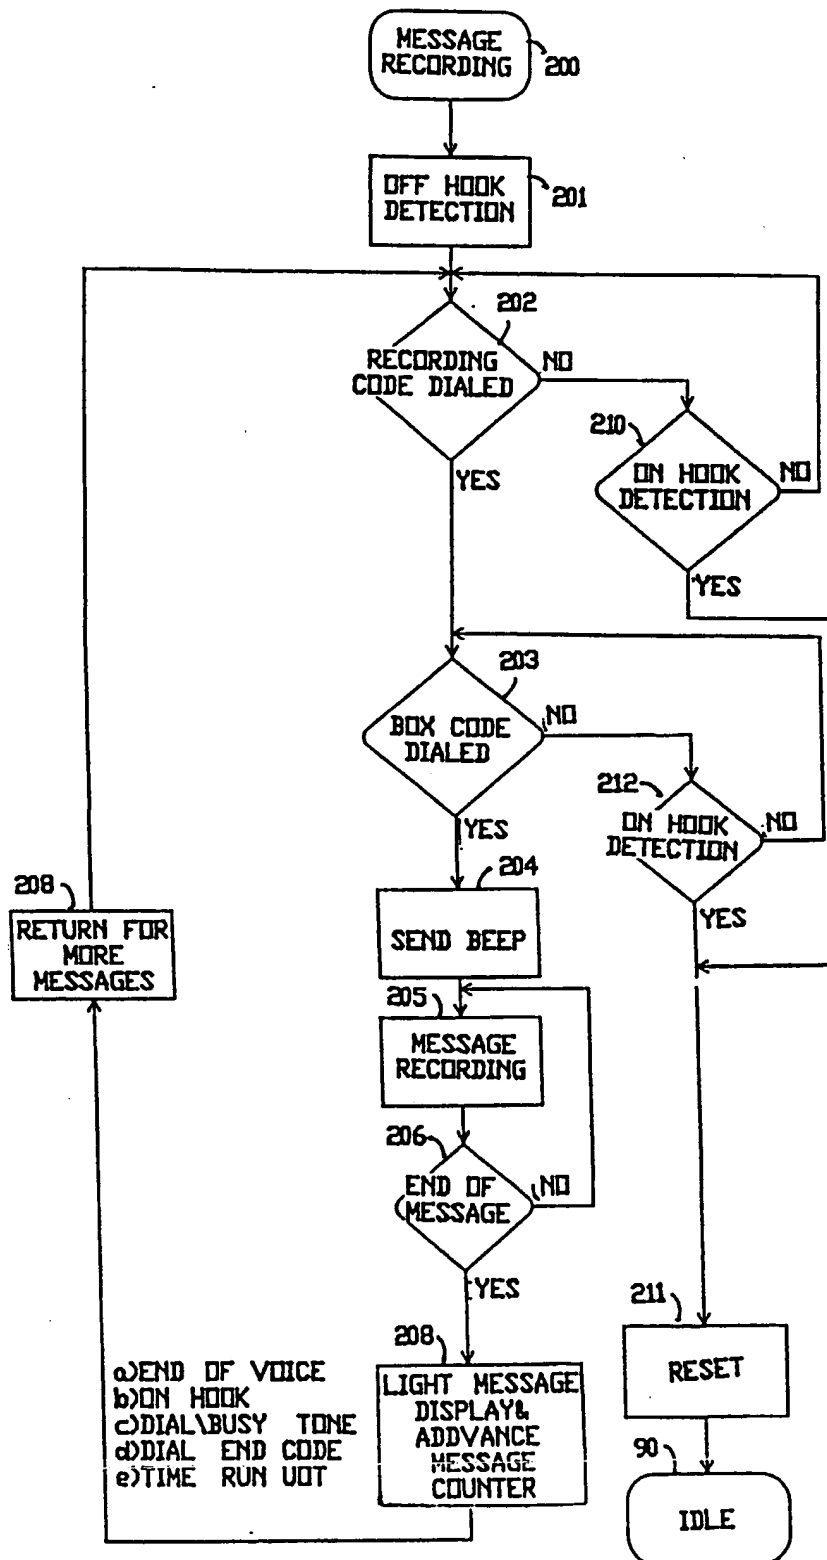 MESSAGE
RECORDING
200
OFF HOOK
DETECTION
201
202
RECORDING
CODE DIALED
NO
YES
210
ON HOOK
DETECTION
NO
YES
203
BOX CODE
DIALED
NO
YES
212
ON HOOK
DETECTION
NO
YES
204
SEND BEEP
208
RETURN FOR
MORE
MESSAGES
205
MESSAGE
RECORDING
206
END OF
MESSAGE
NO
YES
208
LIGHT MESSAGE
DISPLAY&
ADDVANCE
MESSAGE
COUNTER
a)END OF VOICE
b)ON HOOK
c)DIAL\BUSY TONE
d)DIAL END CODE
e)TIME RUN UOT
211
RESET
90
IDLE